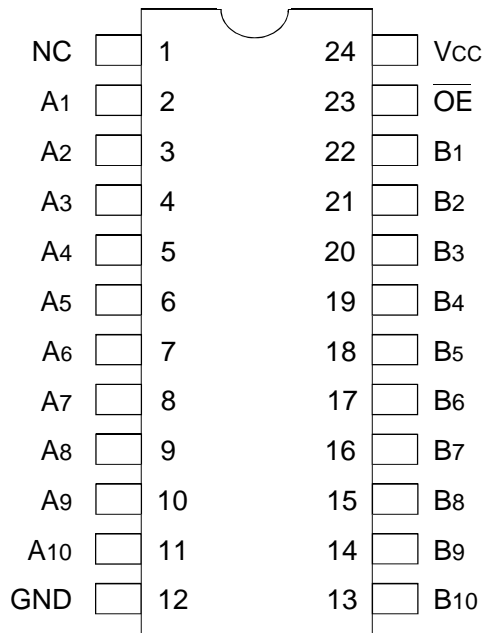 NC 1 24 VCC
A1 2 23 O̅E̅
A2 3 22 B1
A3 4 21 B2
A4 5 20 B3
A5 6 19 B4
A6 7 18 B5
A7 8 17 B6
A8 9 16 B7
A9 10 15 B8
A10 11 14 B9
GND 12 13 B10